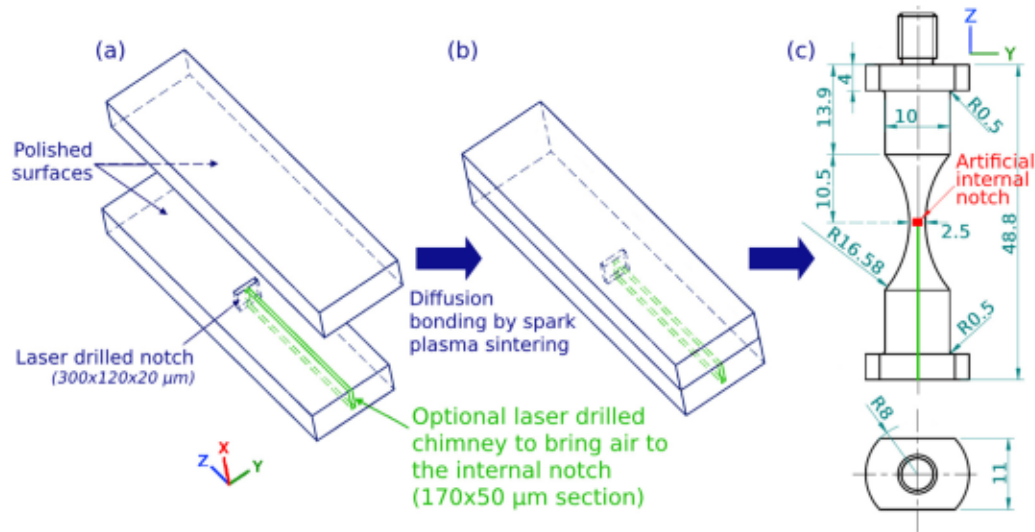 (a)
(b)
(c)
Z
Y
4
13.9
10
R0.5
Polished
surfaces
Artificial
internal
notch
10.5
2.5
48.8
R16.58
Diffusion
bonding by spark
plasma sintering
Laser drilled notch
(300x120x20 µm)
R0.5
Optional laser drilled
chimney to bring air to
the internal notch
(170x50 µm section)
X
Z
Y
R8
11